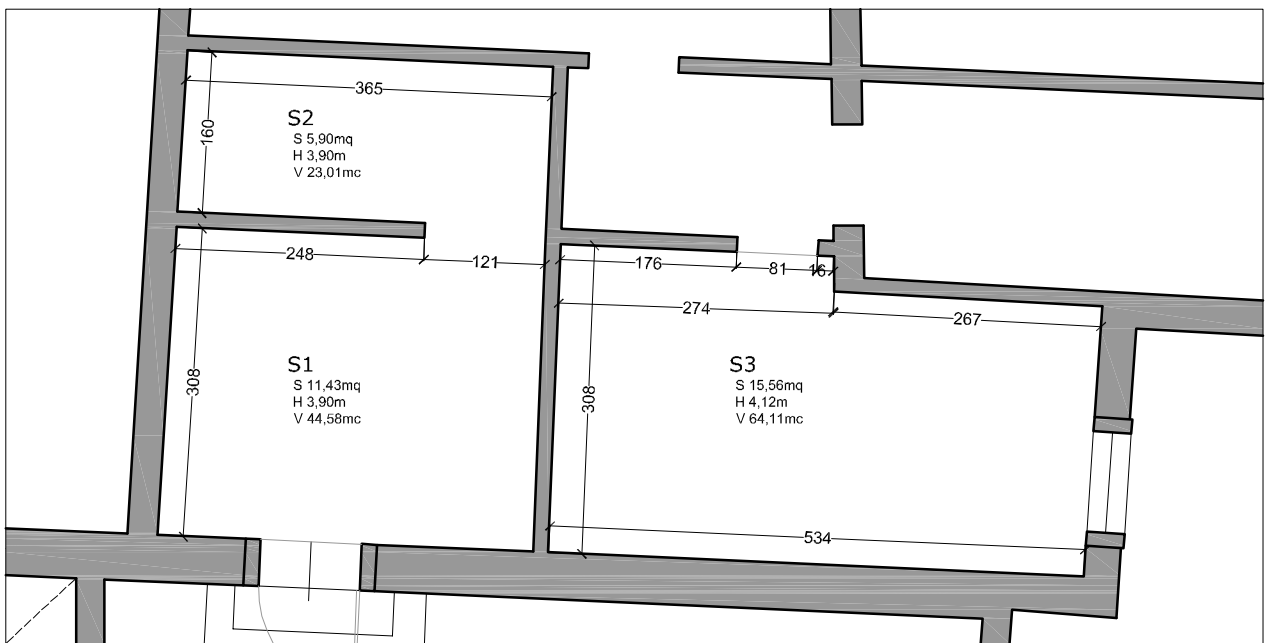 365
160
S2
S 5,90mq
H 3,90m
V 23,01mc
248
121
176
81
16
274
267
308
S1
S 11,43mq
H 3,90m
V 44,58mc
308
S3
S 15,56mq
H 4,12m
V 64,11mc
534